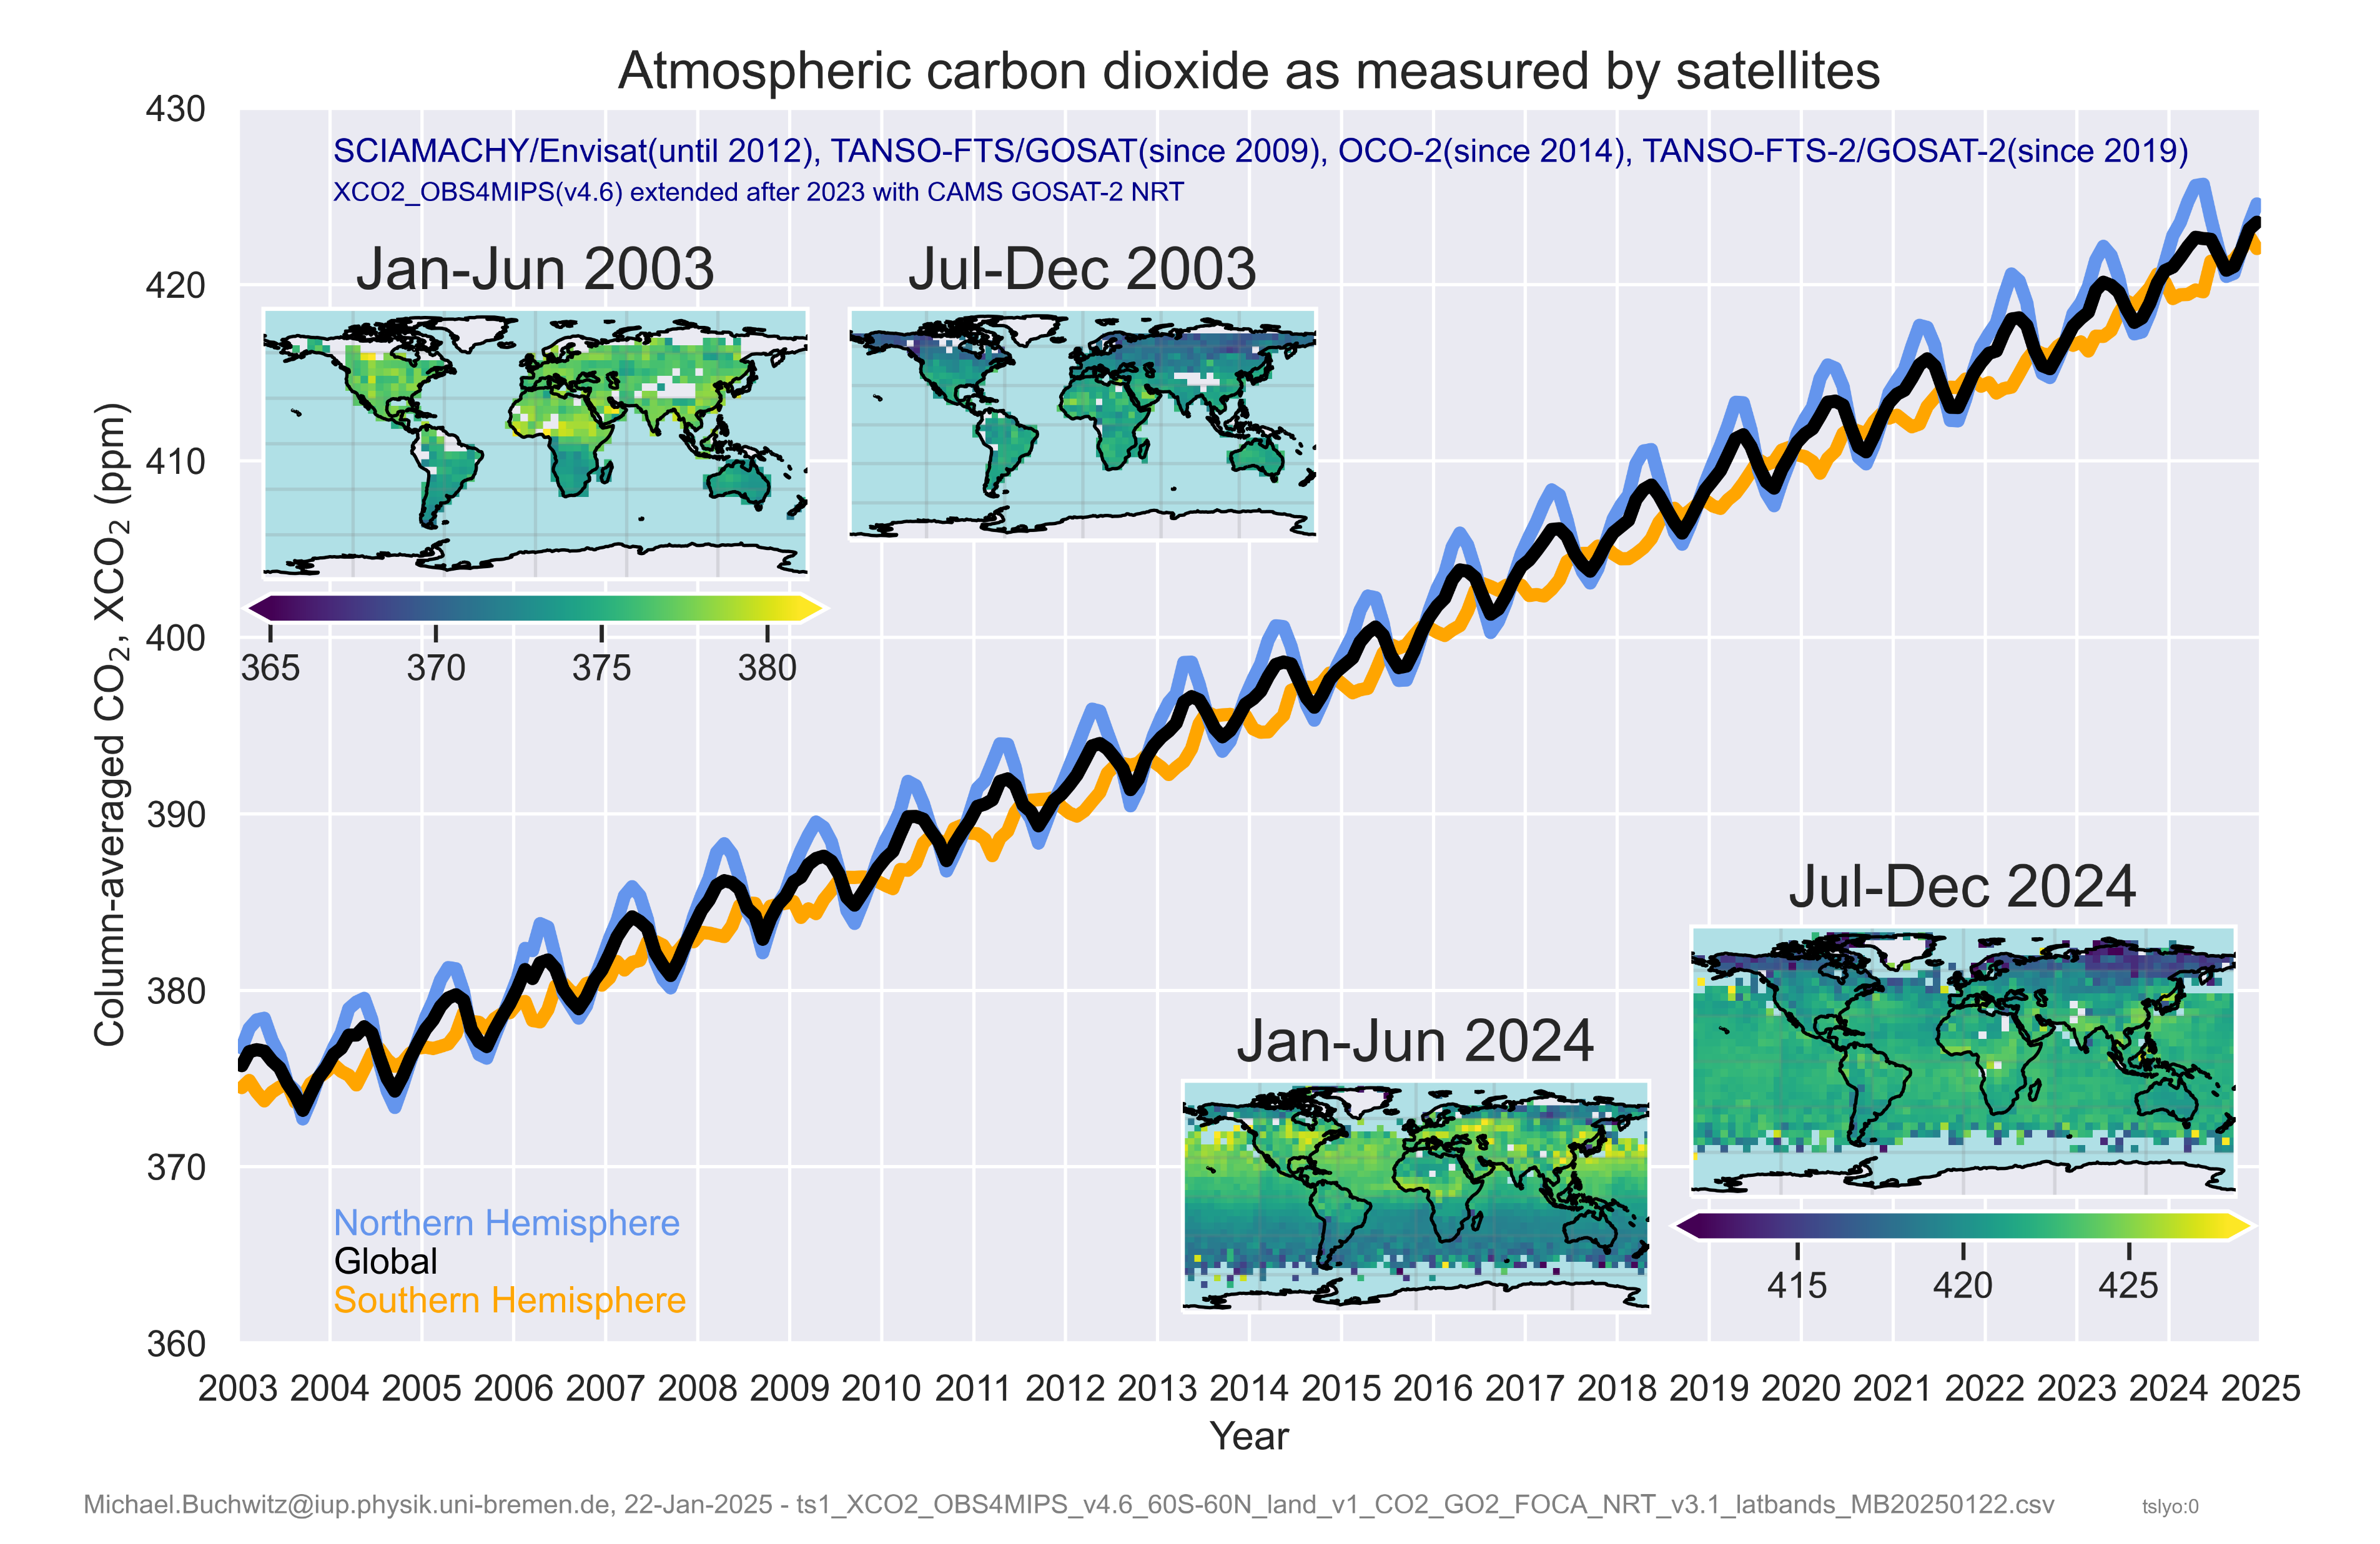 Atmospheric carbon dioxide as measured by satellites
430
SCIAMACHY/Envisat(until 2012), TANSO-FTS/GOSAT(since 2009), OCO-2(since 2014), TANSO-FTS-2/GOSAT-2(since 2019)
XCO2_OBS4MIPS(v4.6) extended after 2023 with CAMS GOSAT-2 NRT
Jan-Jun 2003
Jul-Dec 2003
420
410
400
365 370 375 380
Column-averaged CO₂, XCO₂ (ppm)
390
380
370
360
Jul-Dec 2024
Jan-Jun 2024
415 420 425
Northern Hemisphere
Global
Southern Hemisphere
2003 2004 2005 2006 2007 2008 2009 2010 2011 2012 2013 2014 2015 2016 2017 2018 2019 2020 2021 2022 2023 2024 2025
Year
Michael.Buchwitz@iup.physik.uni-bremen.de, 22-Jan-2025 - ts1_XCO2_OBS4MIPS_v4.6_60S-60N_land_v1_CO2_GO2_FOCA_NRT_v3.1_latbands_MB20250122.csv
tslyo:0